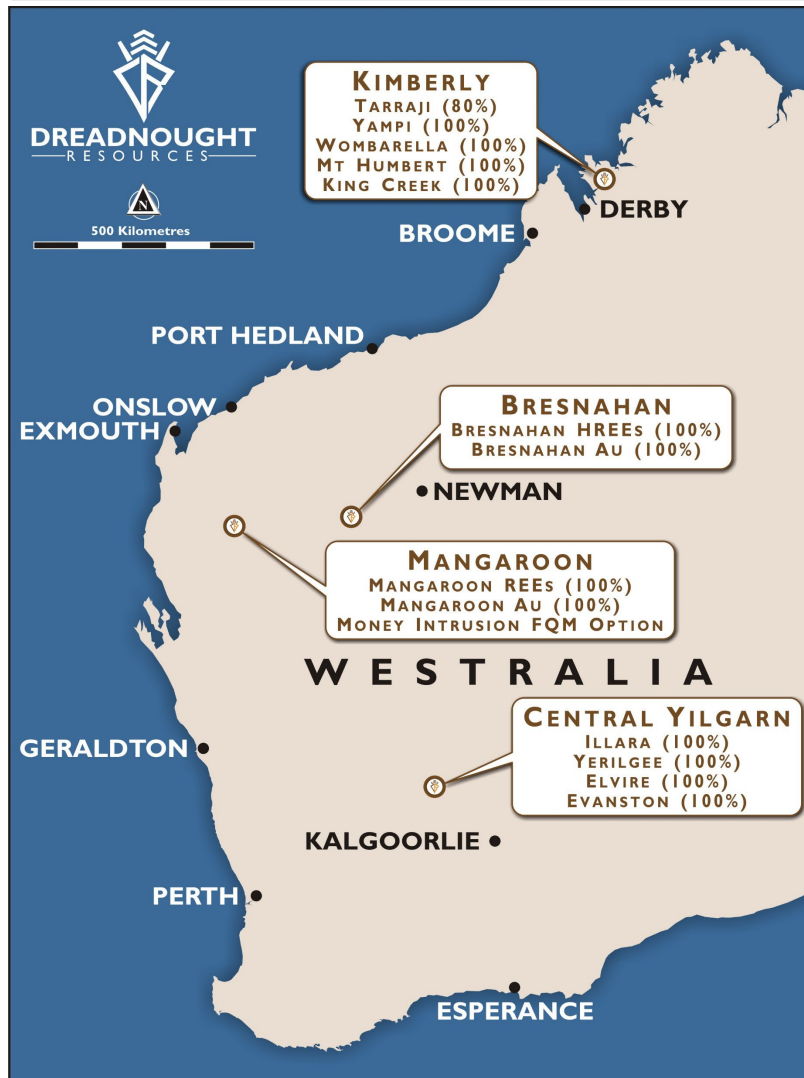 DREADNOUGHT
RESOURCES
N
500 Kilometres
KIMBERLY
TARRAJI (80%)
YAMPI (100%)
WOMBARELLA (100%)
MT HUMBERT (100%)
KING CREEK (100%)
DERBY
BROOME
PORT HEDLAND
ONSLOW
EXMOUTH
BRESNAHAN
BRESNAHAN HREES (100%)
BRESNAHAN AU (100%)
NEWMAN
MANGAROON
MANGAROON REES (100%)
MANGAROON AU (100%)
MONEY INTRUSION FQM OPTION
WESTRALIA
CENTRAL YILGARN
ILLARA (100%)
YERILGEE (100%)
ELVIRE (100%)
EVANSTON (100%)
GERALDTON
KALGOORLIE
PERTH
ESPERANCE